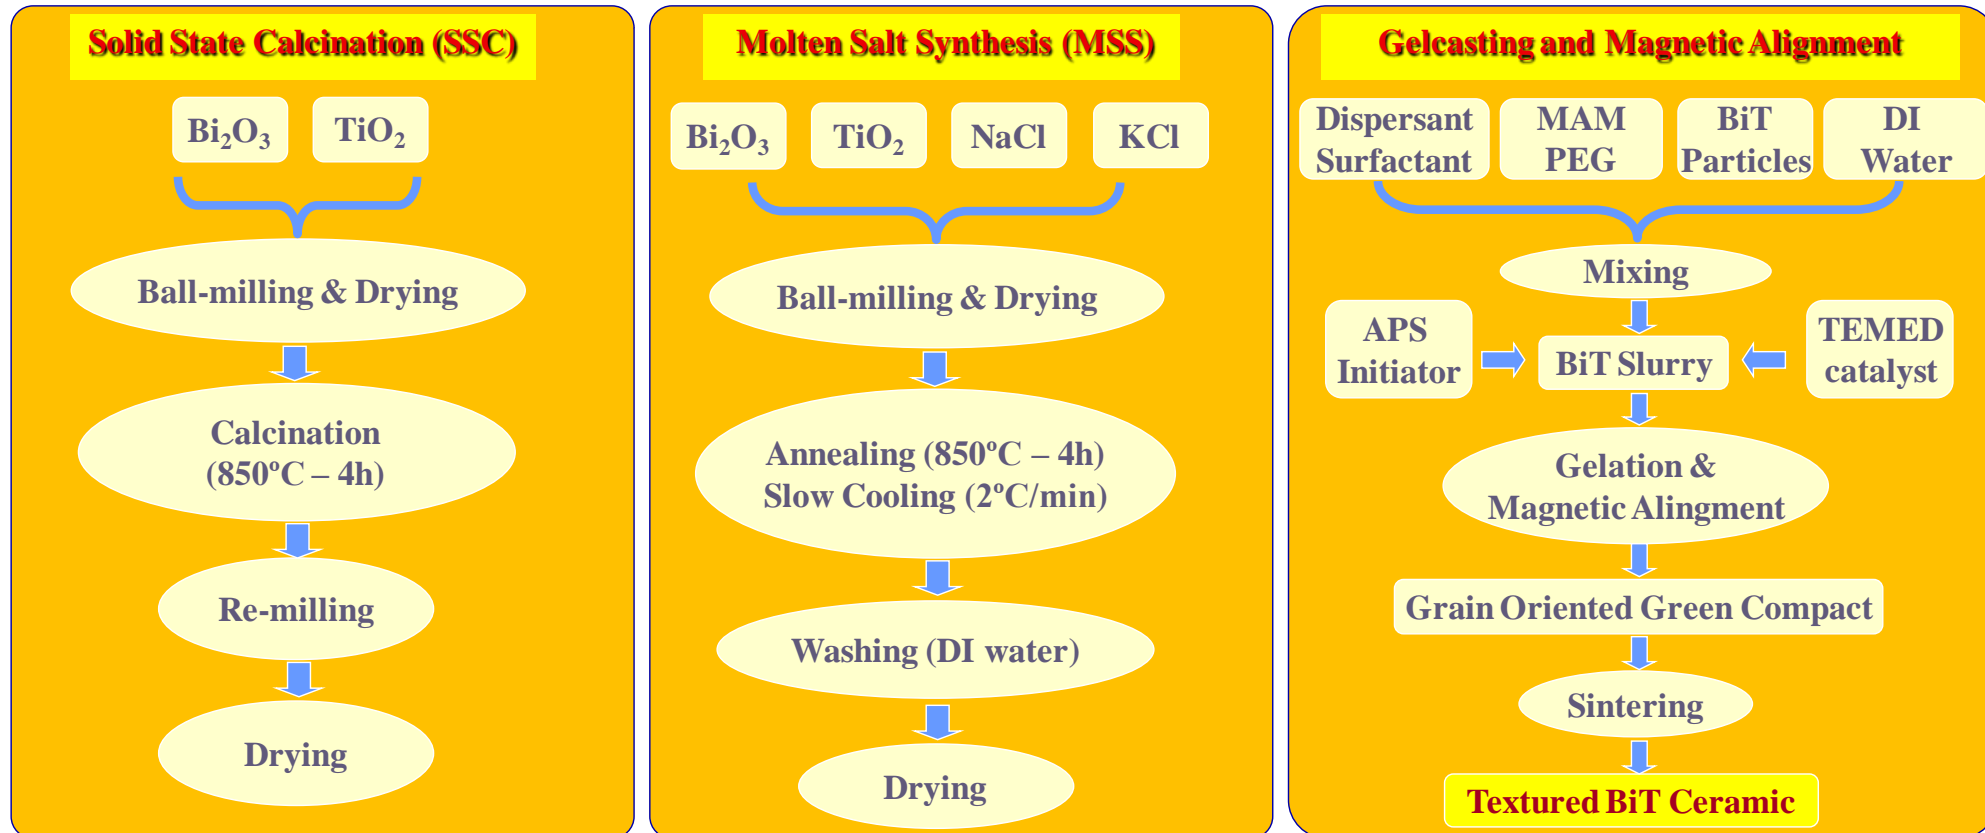 Solid State Calcination (SSC)
Bi₂O₃
TiO₂
Ball-milling & Drying
Calcination
(850ºC – 4h)
Re-milling
Drying
Molten Salt Synthesis (MSS)
Bi₂O₃
TiO₂
NaCl
KCl
Ball-milling & Drying
Annealing (850ºC – 4h)
Slow Cooling (2ºC/min)
Washing (DI water)
Drying
Gelcasting and Magnetic Alignment
Dispersant
Surfactant
MAM
PEG
BiT
Particles
DI
Water
Mixing
APS
Initiator
BiT Slurry
TEMED
catalyst
Gelation &
Magnetic Alingment
Grain Oriented Green Compact
Sintering
Textured BiT Ceramic